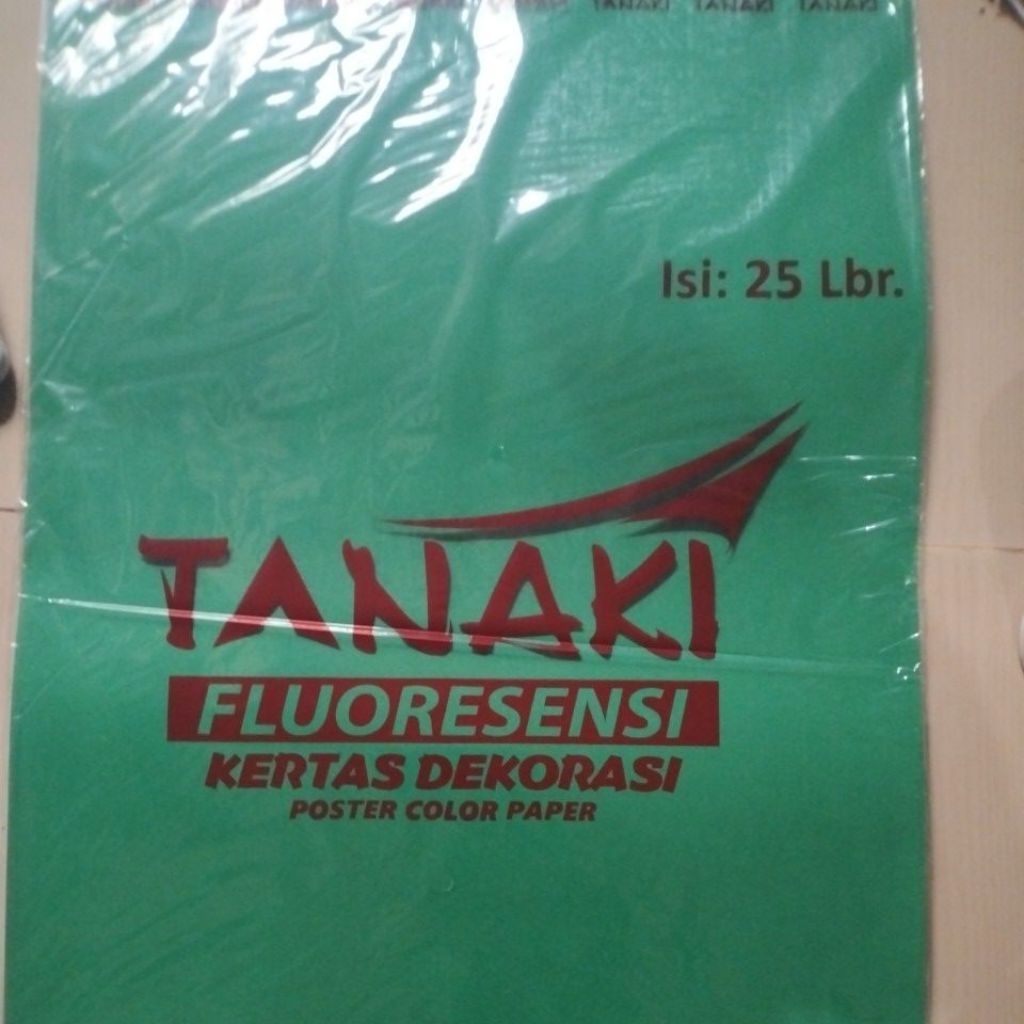 TANAKI TANAKI TANAKI
Isi: 25 Lbr.
TANAKI
FLUORESENSI
KERTAS DEKORASI
POSTER COLOR PAPER